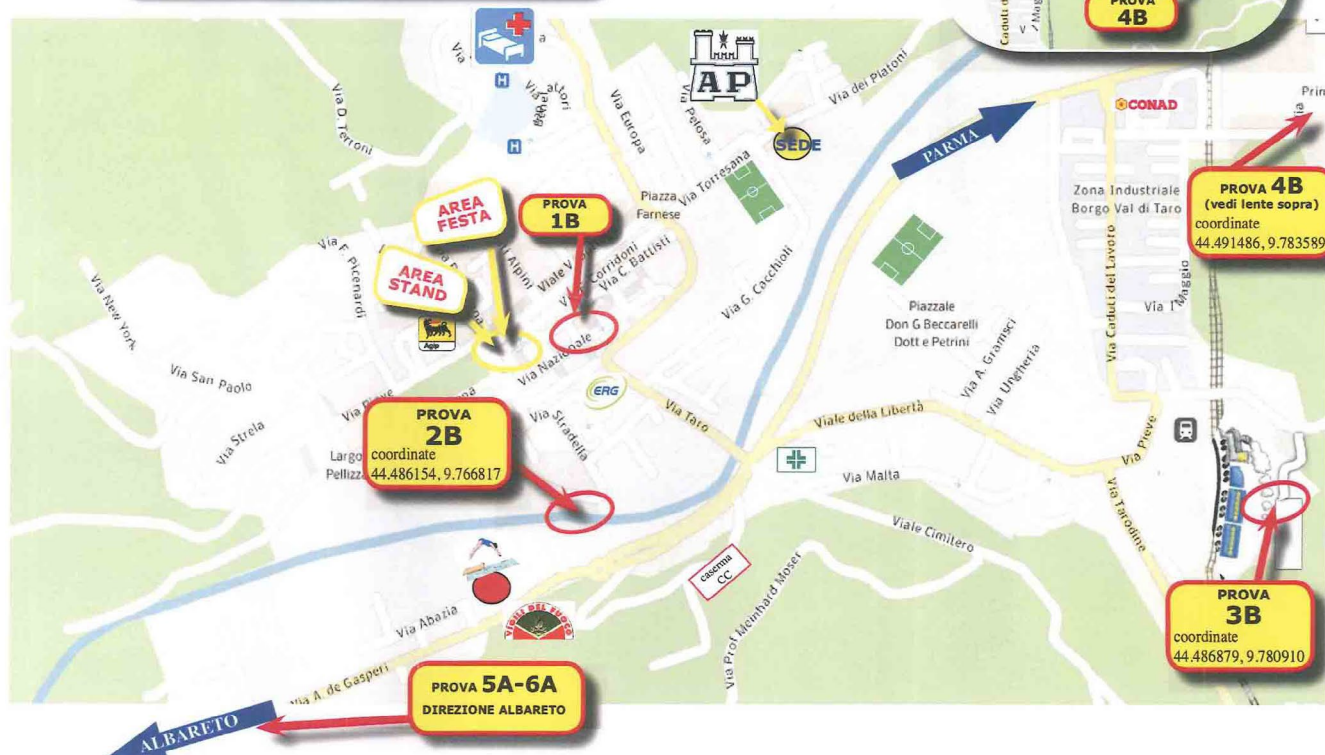 PROVA
4B
Via D. Terroni
H
H
Via Europa
AP
SEDE
Via dei Platoni
Via Torresana
Piazza
Farnese
PARMA
CONAD
Zona Industriale
Borgo Val di Taro
PROVA 4B
(vedi lente sopra)
coordinate
44.491486, 9.783589
AREA
FESTA
PROVA
1B
AREA
STAND
Via F. Picenardi
Corridoni
Via C. Battisti
Via G. Cacchioli
Piazzale
Don G Beccarelli
Dott e Petrini
Via Caduti del Lavoro
Via 1°
Maggio
Via New York
Agip
Via Nazionale
Via San Paolo
ERG
Via A. Gramsci
Via Ungheria
Via Strela
PROVA
2B
coordinate
44.486154, 9.766817
Largo
Via Stradella
Via Taro
Viale della Libertà
Via Pieve
Via Malta
Via Tarodine
Viale Cimitero
caserma
CC
Via Prof Meinhard Moser
PROVA
3B
coordinate
44.486879, 9.780910
Via Abazia
VIGILI DEL FUOCO
Via A. de Gasperi
PROVA 5A-6A
DIREZIONE ALBARETO
ALBARETO